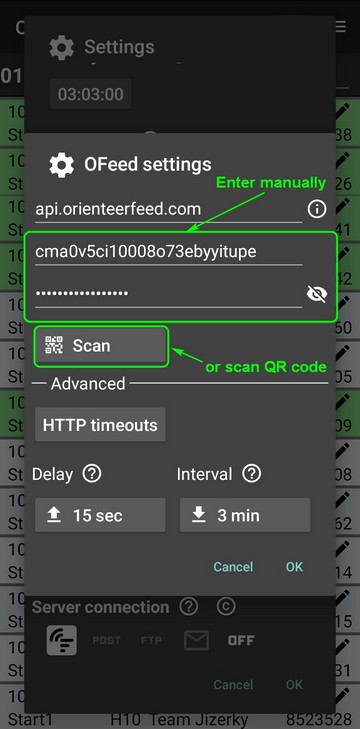 Settings
01
03:03:00
OFeed settings
Enter manually
api.orienteerfeed.com
cma0v5ci10008o73ebyyitupe
•••••••••••••••••
Scan
or scan QR code
Advanced
HTTP timeouts
Delay
Interval
15 sec
3 min
Cancel OK
Server connection
POST FTP OFF
Cancel OK
Start1 H10 Team Jizerky 8523528